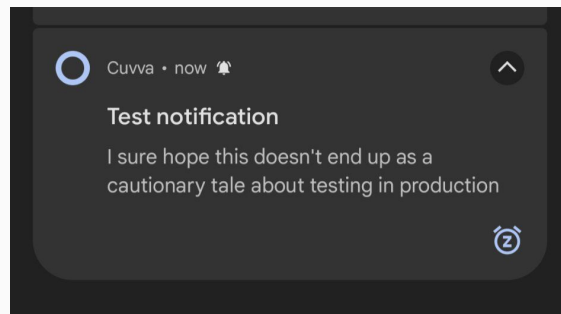 Cuvva • now
Test notification
I sure hope this doesn't end up as a
cautionary tale about testing in production